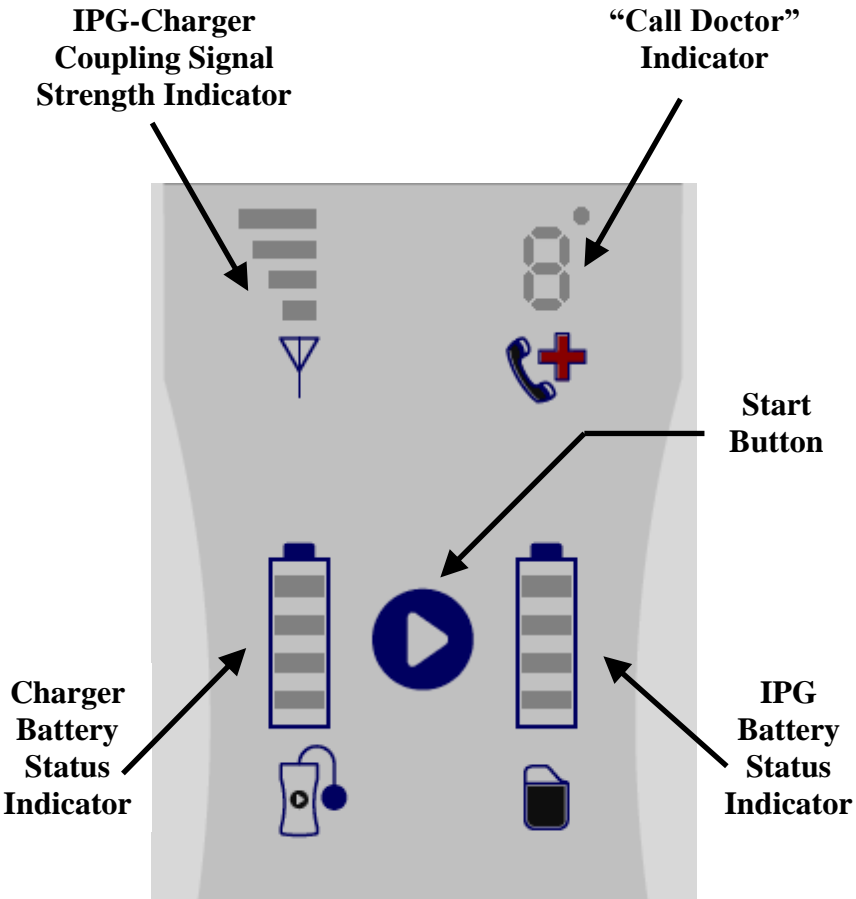 IPG-Charger
Coupling Signal
Strength Indicator
“Call Doctor”
Indicator
Start
Button
Charger
Battery
Status
Indicator
IPG
Battery
Status
Indicator